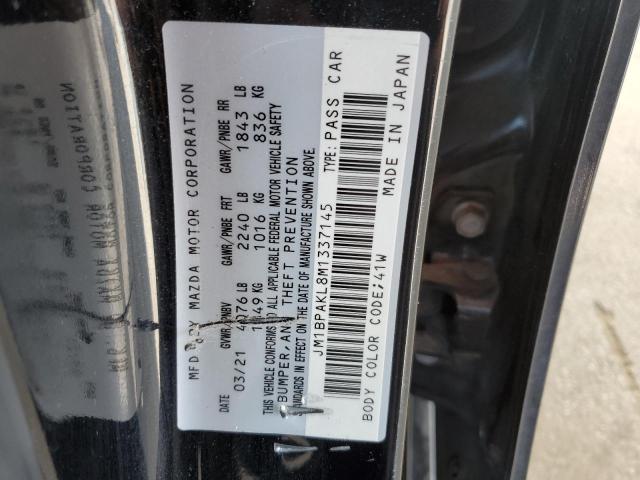 MFD BY MAZDA MOTOR CORPORATION
GVWR/PNBV GAWR/PNBE FRT GAWR/PNBE RR
DATE 03/21 2240 LB 1843 LB
1016 KG 836 KG
THIS VEHICLE CONFORMS TO ALL APPLICABLE FEDERAL MOTOR VEHICLE SAFETY
BUMPER, THEFT PREVENTION
STANDARDS IN EFFECT ON THE DATE OF MANUFACTURE SHOWN ABOVE.
JM1BPAKL8M1337145 TYPE: PASS CAR
BODY COLOR CODE;41W MADE IN JAPAN